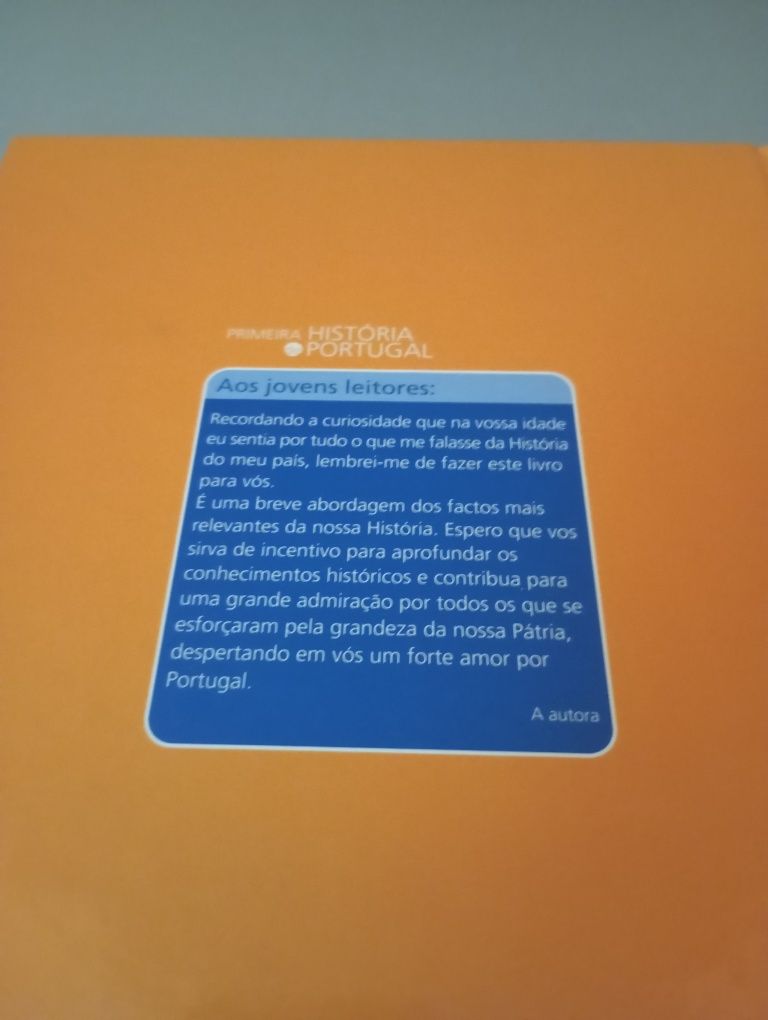 PRIMEIRA HISTÓRIA
PORTUGAL
Aos jovens leitores:
Recordando a curiosidade que na vossa idade
eu sentia por tudo o que me falasse da História
do meu país, lembrei-me de fazer este livro
para vós.
É uma breve abordagem dos factos mais
relevantes da nossa História. Espero que vos
sirva de incentivo para aprofundar os
conhecimentos históricos e contribua para
uma grande admiração por todos os que se
esforçaram pela grandeza da nossa Pátria,
despertando em vós um forte amor por
Portugal.
A autora